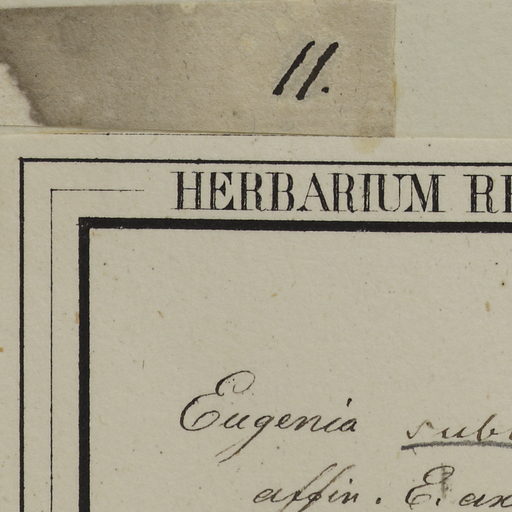 11.
HERBARIUM
Eugenia
affin. E.